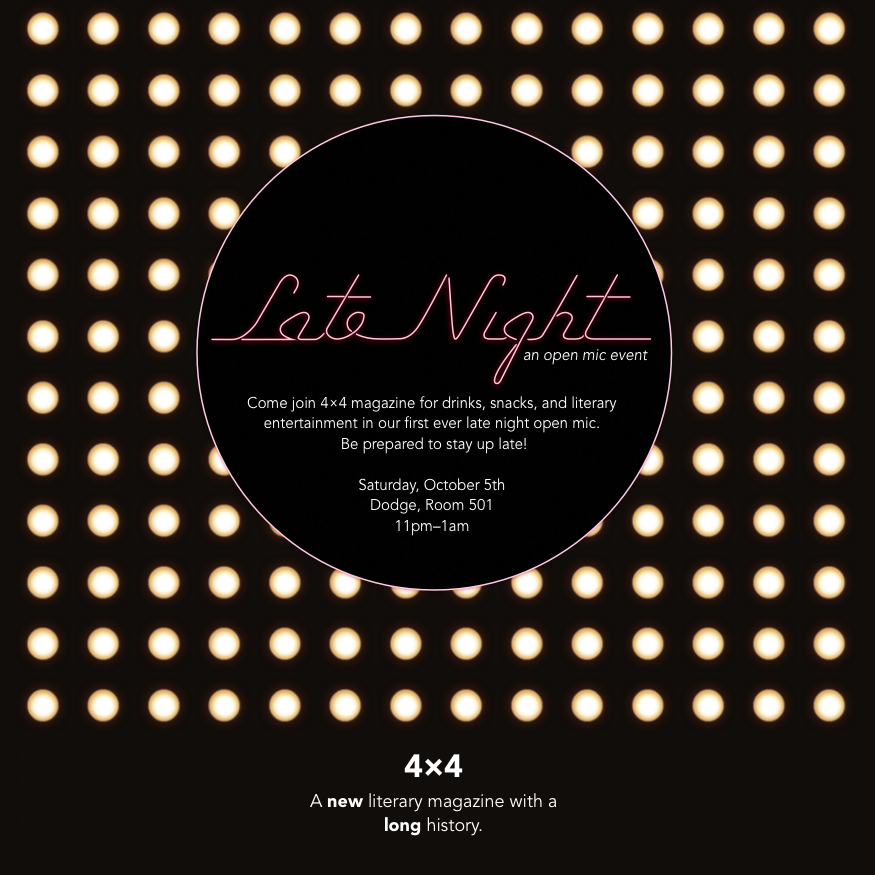 Late Night
an open mic event
Come join 4×4 magazine for drinks, snacks, and literary
entertainment in our first ever late night open mic.
Be prepared to stay up late!
Saturday, October 5th
Dodge, Room 501
11pm–1am
4×4
A new literary magazine with a
long history.